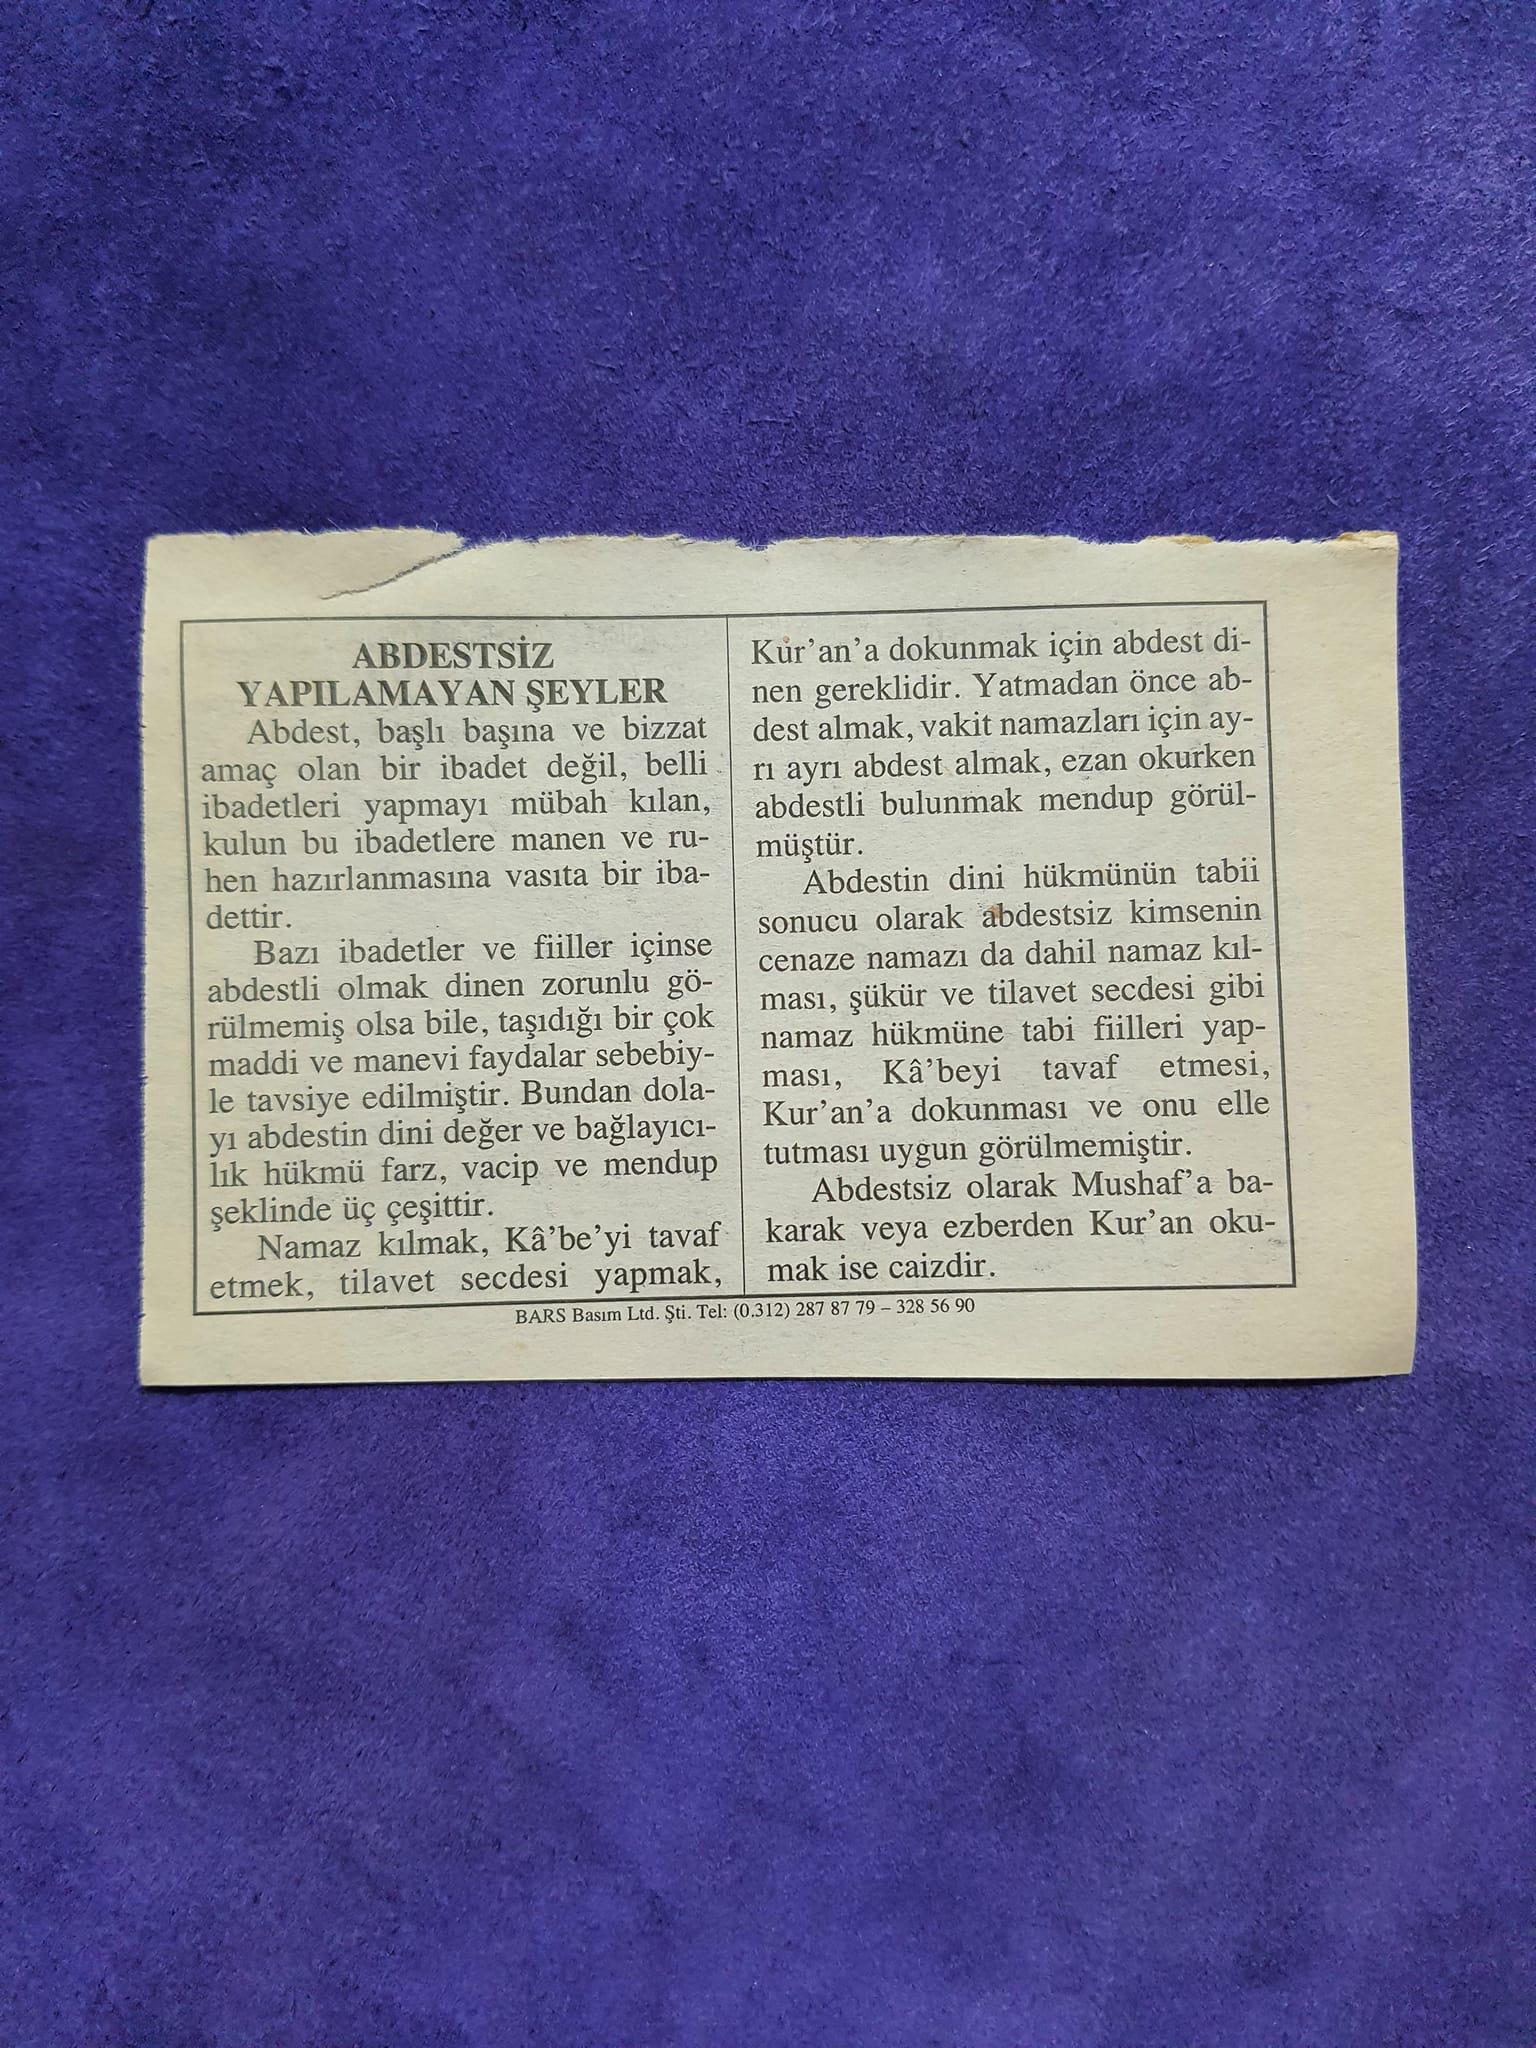 ABDESTSİZ
YAPILAMAYAN ŞEYLER
Abdest, başlı başına ve bizzat
amaç olan bir ibadet değil, belli
ibadetleri yapmayı mübah kılan,
kulun bu ibadetlere manen ve ru-
hen hazırlanmasına vasıta bir iba-
dettir.
Bazı ibadetler ve fiiller içinse
abdestli olmak dinen zorunlu gö-
rülmemiş olsa bile, taşıdığı bir çok
maddi ve manevi faydalar sebebiy-
le tavsiye edilmiştir. Bundan dola-
yı abdestin dini değer ve bağlayıcı-
lık hükmü farz, vacip ve mendup
şeklinde üç çeşittir.
Namaz kılmak, Kâ’be’yi tavaf
etmek, tilavet secdesi yapmak,
Kur’an’a dokunmak için abdest di-
nen gereklidir. Yatmadan önce ab-
dest almak, vakit namazları için ay-
rı ayrı abdest almak, ezan okurken
abdestli bulunmak mendup görül-
müştür.
Abdestin dini hükmünün tabii
sonucu olarak abdestsiz kimsenin
cenaze namazı da dahil namaz kıl-
ması, şükür ve tilavet secdesi gibi
namaz hükmüne tabi fiilleri yap-
ması, Kâ’beyi tavaf etmesi,
Kur’an’a dokunması ve onu elle
tutması uygun görülmemiştir.
Abdestsiz olarak Mushaf’a ba-
karak veya ezberden Kur’an oku-
mak ise caizdir.
BARS Basım Ltd. Şti. Tel: (0.312) 287 87 79 – 328 56 90